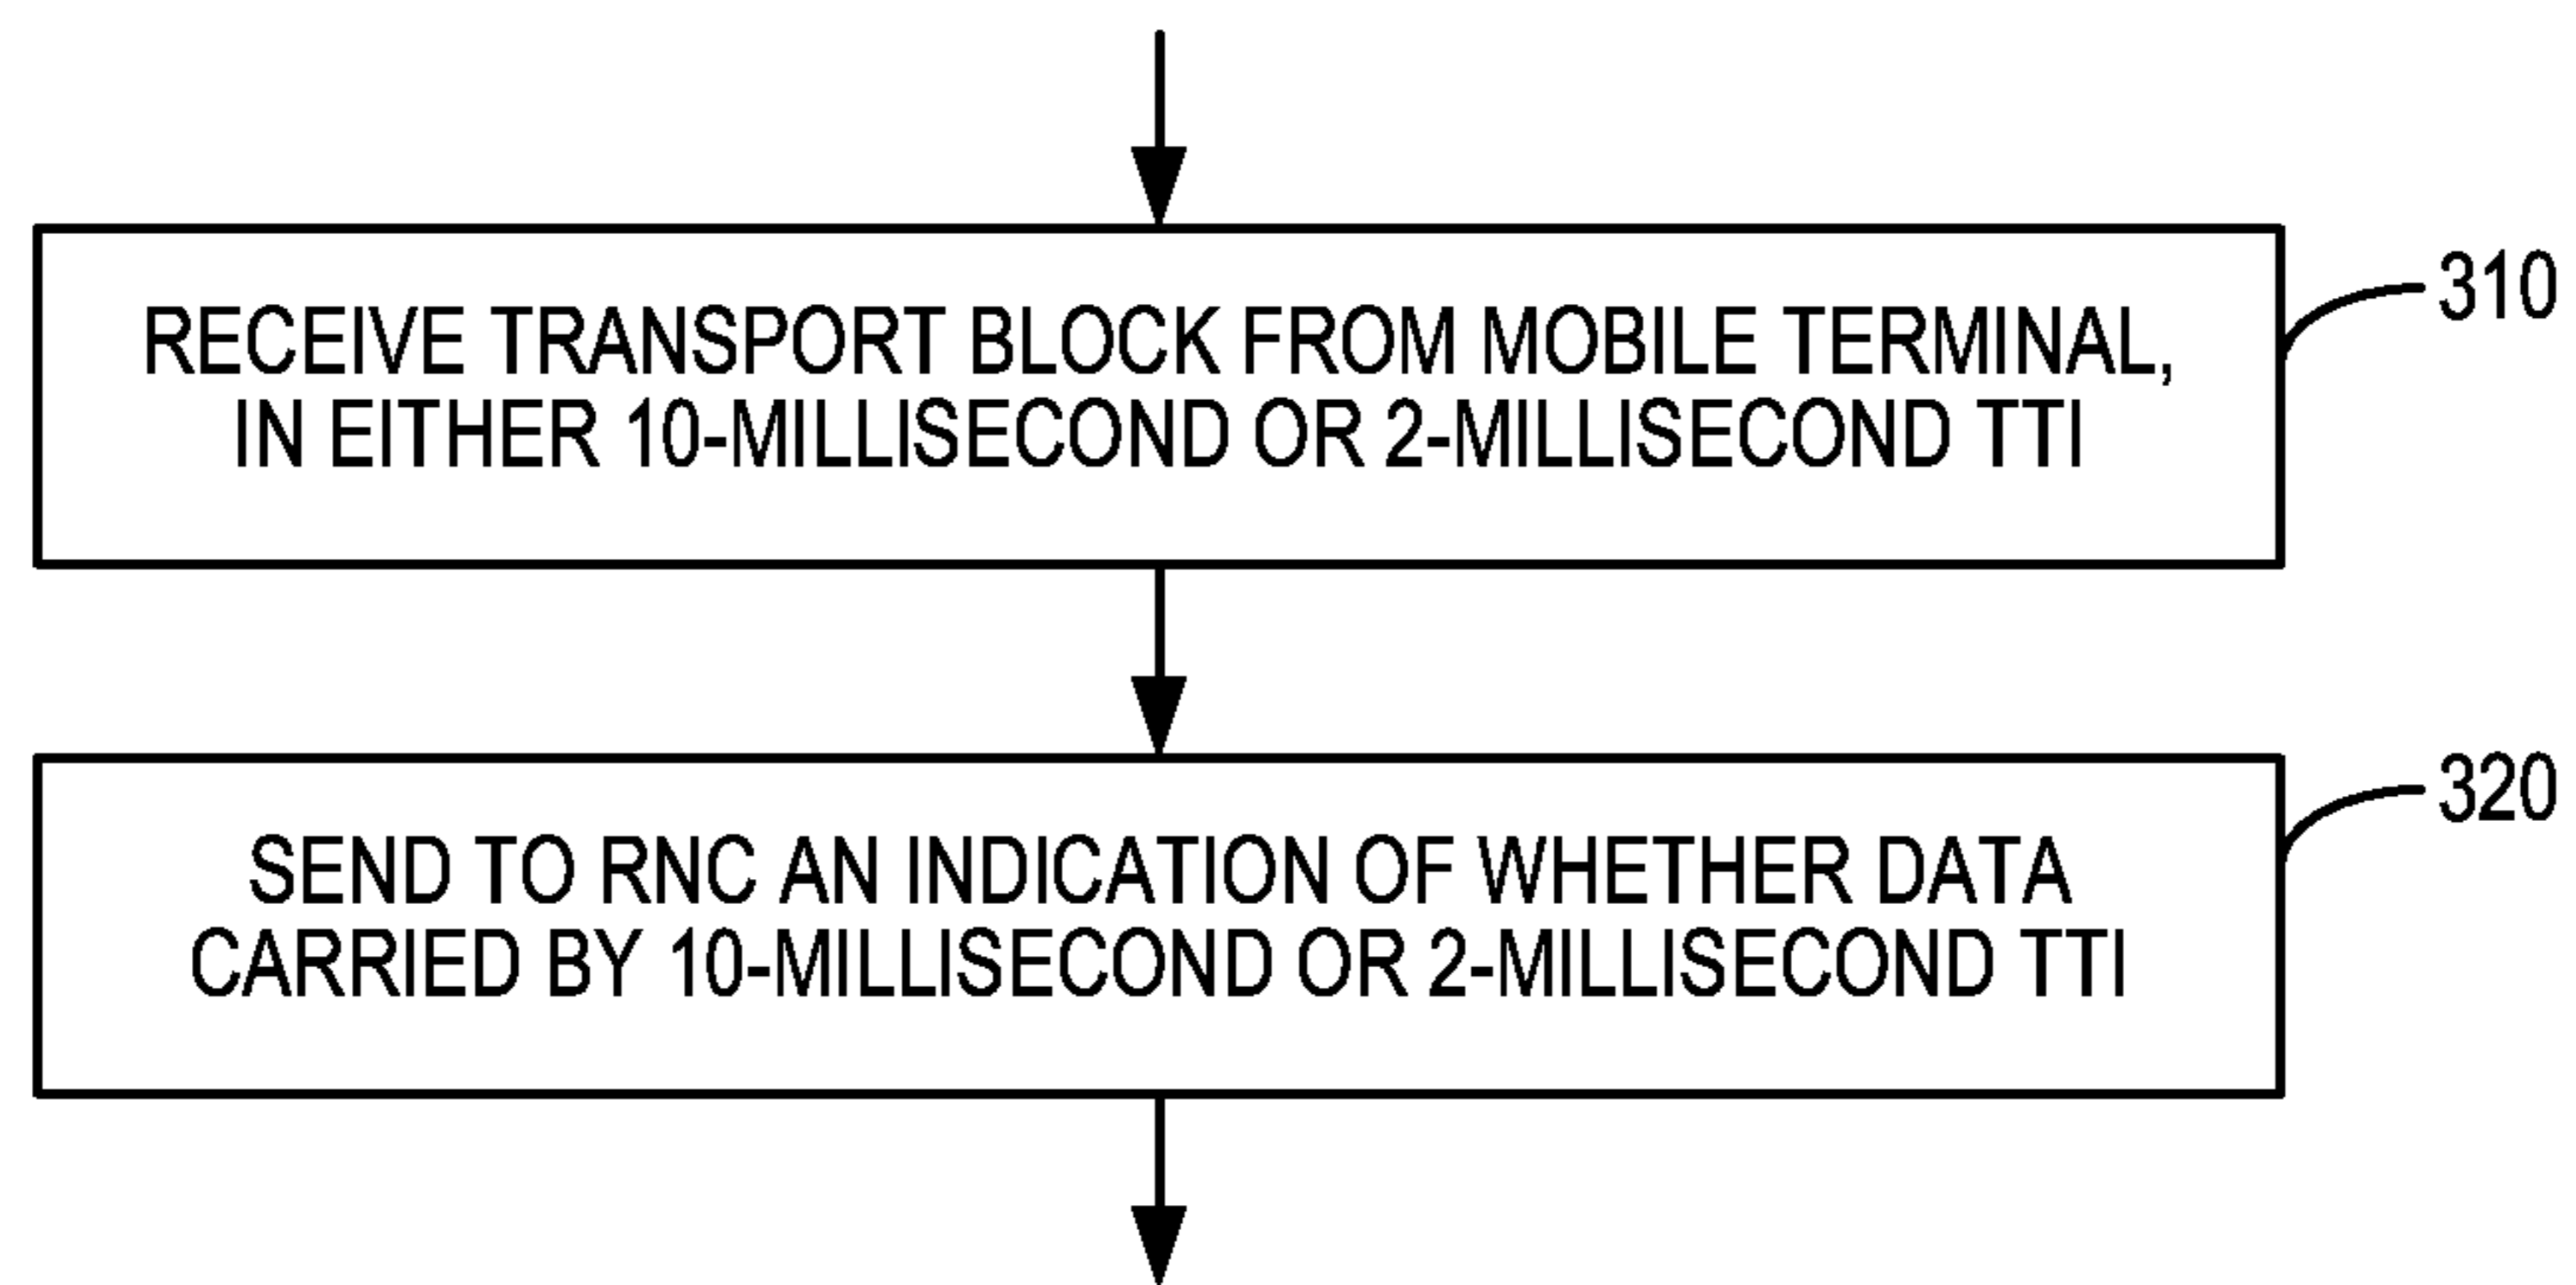 RECEIVE TRANSPORT BLOCK FROM MOBILE TERMINAL,
IN EITHER 10-MILLISECOND OR 2-MILLISECOND TTI
310
SEND TO RNC AN INDICATION OF WHETHER DATA
CARRIED BY 10-MILLISECOND OR 2-MILLISECOND TTI
320